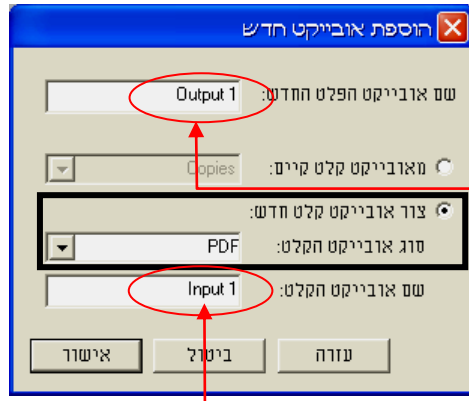 הוספת אובייקט חדש
שם אובייקט הפלט החדש: Output 1
מאובייקט קלט קיים: Copies
צור אובייקט קלט חדש:
סוג אובייקט הקלט: PDF
שם אובייקט הקלט: Input 1
עזרה ביטול אישור